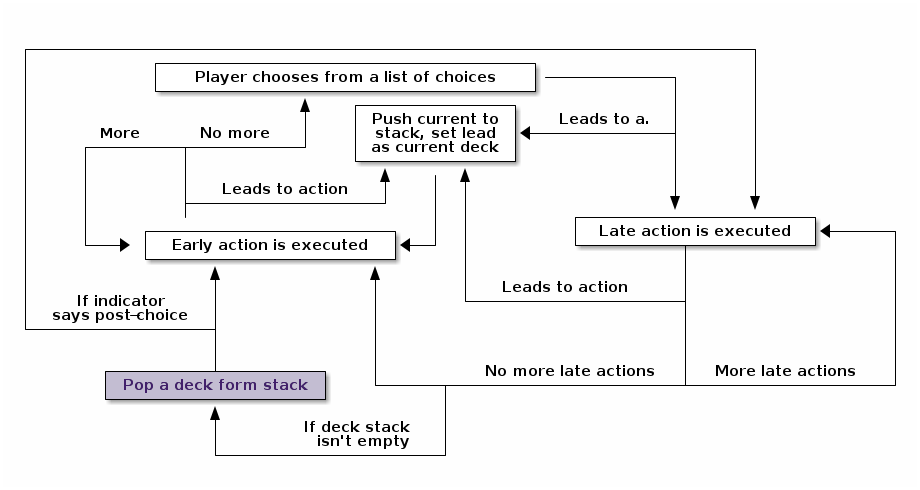 Player chooses from a list of choices
Push current to
stack, set lead
as current deck
More
No more
Leads to a.
Leads to action
Early action is executed
Late action is executed
Leads to action
If indicator
says post-choice
No more late actions
More late actions
Pop a deck form stack
If deck stack
isn't empty